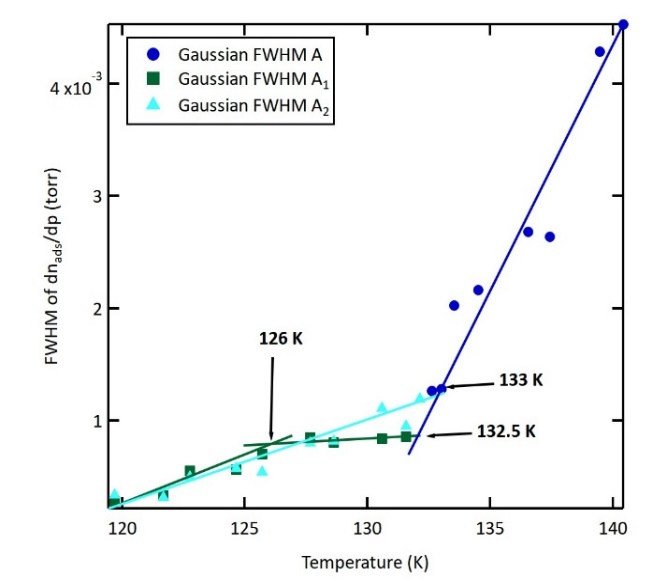 Gaussian FWHM A
Gaussian FWHM A₁
Gaussian FWHM A₂
4 x10⁻³
3
2
1
FWHM of dn_ads/dp (torr)
126 K
133 K
132.5 K
120
125
130
135
140
Temperature (K)